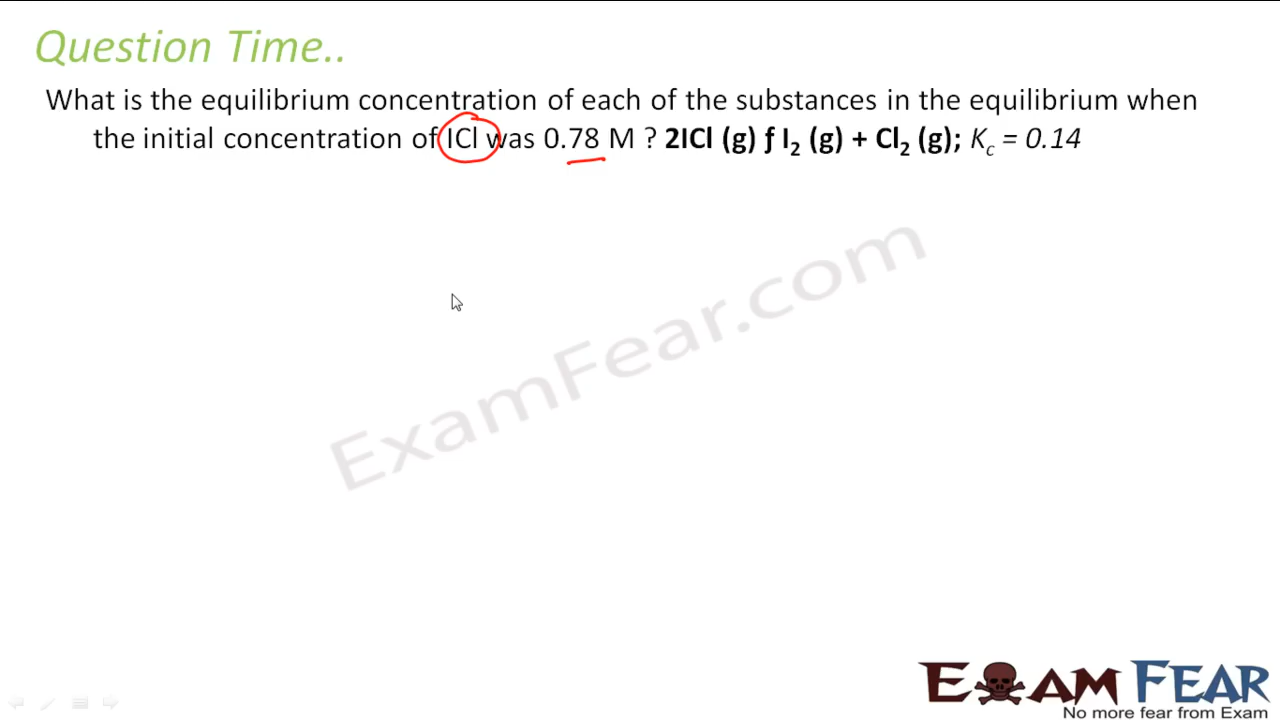 Question Time..
What is the equilibrium concentration of each of the substances in the equilibrium when
the initial concentration of ICl was 0.78 M ? 2ICl (g) ƒ I₂ (g) + Cl₂ (g); K꜀ = 0.14
ExamFear.com
EXAM FEAR
No more fear from Exam